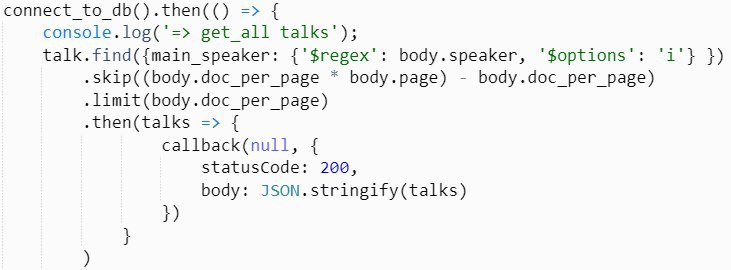 connect_to_db().then(() => {
    console.log('=> get_all talks');
    talk.find({main_speaker: {'$regex': body.speaker, '$options': 'i'} })
        .skip((body.doc_per_page * body.page) - body.doc_per_page)
        .limit(body.doc_per_page)
        .then(talks => {
                callback(null, {
                    statusCode: 200,
                    body: JSON.stringify(talks)
                })
            }
        )